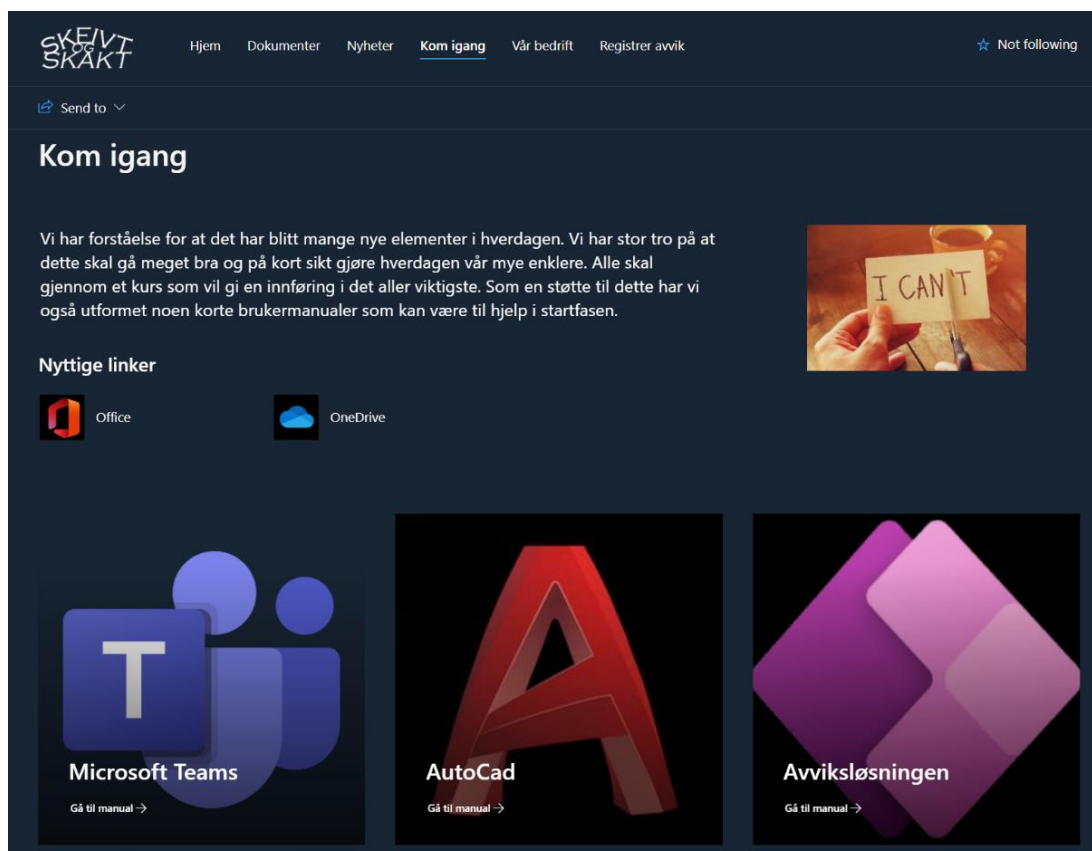 SKEIVT
OG
SKAKT
Hjem Dokumenter Nyheter Kom igang Vår bedrift Registrer avvik
Not following
Send to
Kom igang
Vi har forståelse for at det har blitt mange nye elementer i hverdagen. Vi har stor tro på at
dette skal gå meget bra og på kort sikt gjøre hverdagen vår mye enklere. Alle skal
gjennom et kurs som vil gi en innføring i det aller viktigste. Som en støtte til dette har vi
også utformet noen korte brukermanualer som kan være til hjelp i startfasen.
I CAN'T
Nyttige linker
Office OneDrive
T
Microsoft Teams
Gå til manual
AutoCad
Gå til manual
Avviksløsningen
Gå til manual